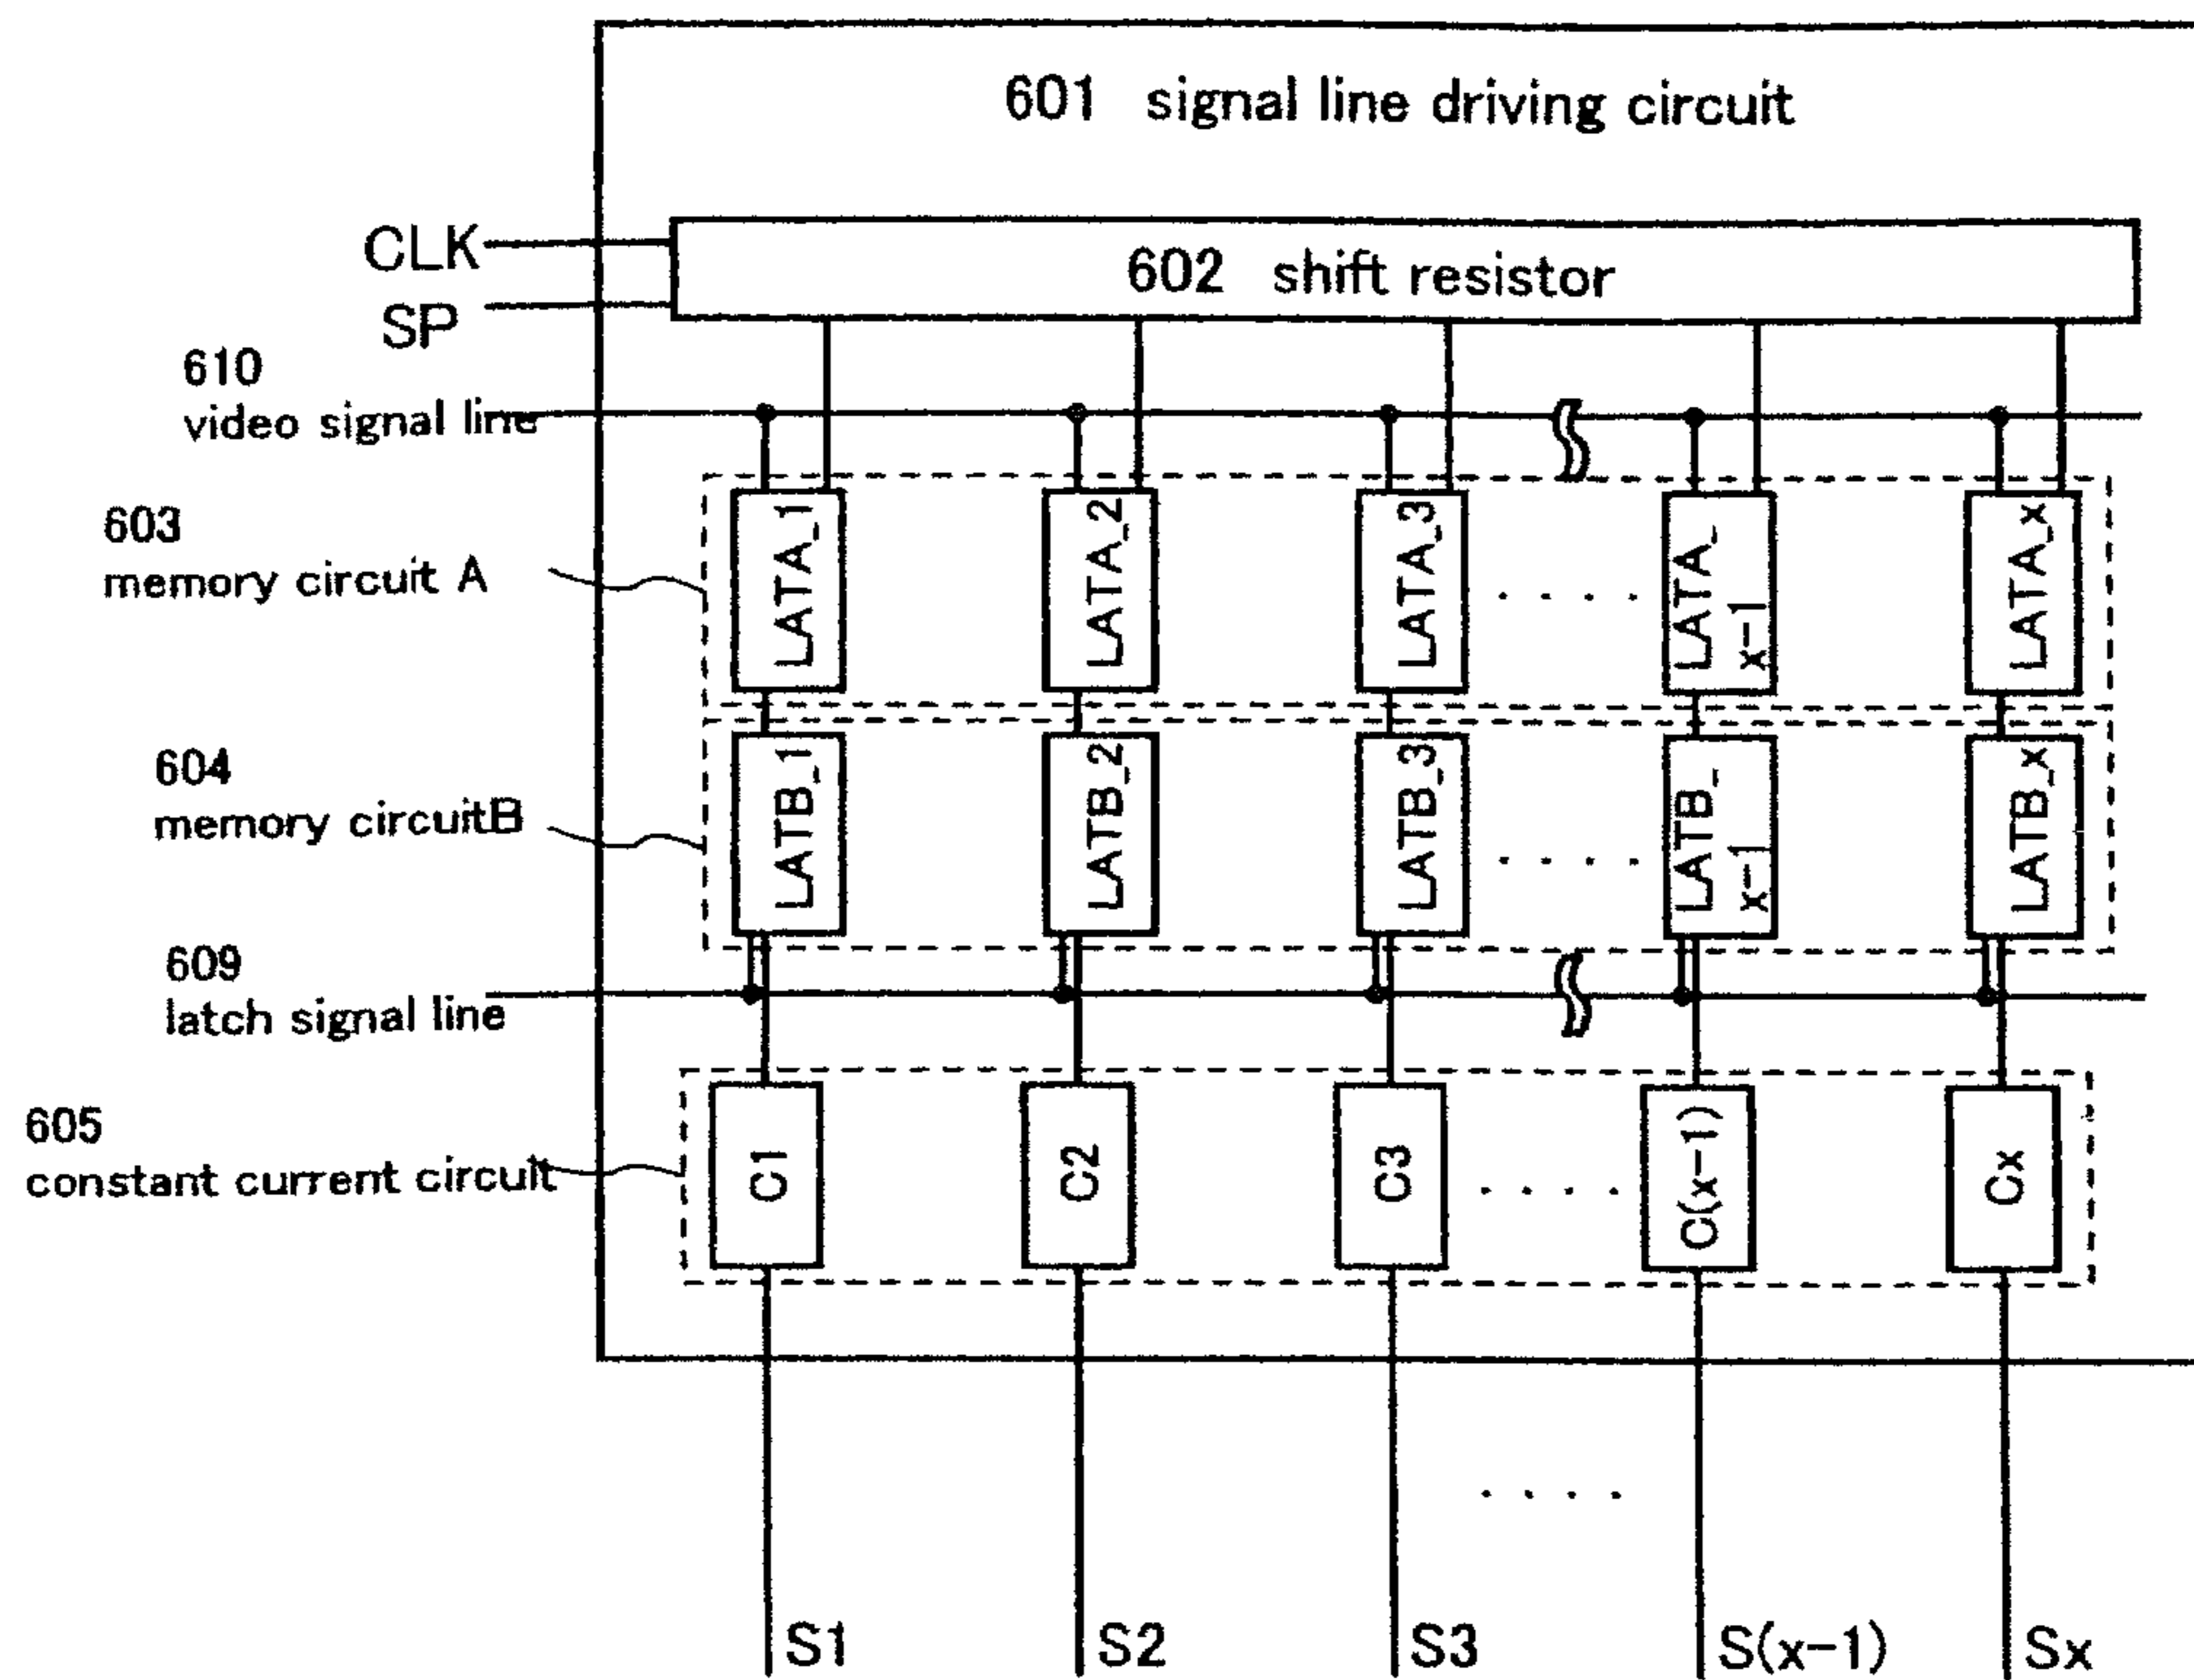 601 signal line driving circuit
CLK
602 shift resistor
SP
610
video signal line
603
memory circuit A
LATA_1
LATA_2
LATA_3
LATA_
x-1
LATA_x
604
memory circuitB
LATB_1
LATB_2
LATB_3
LATB_
x-1
LATB_x
609
latch signal line
605
constant current circuit
C1
C2
C3
C(x-1)
Cx
S1
S2
S3
S(x-1)
Sx